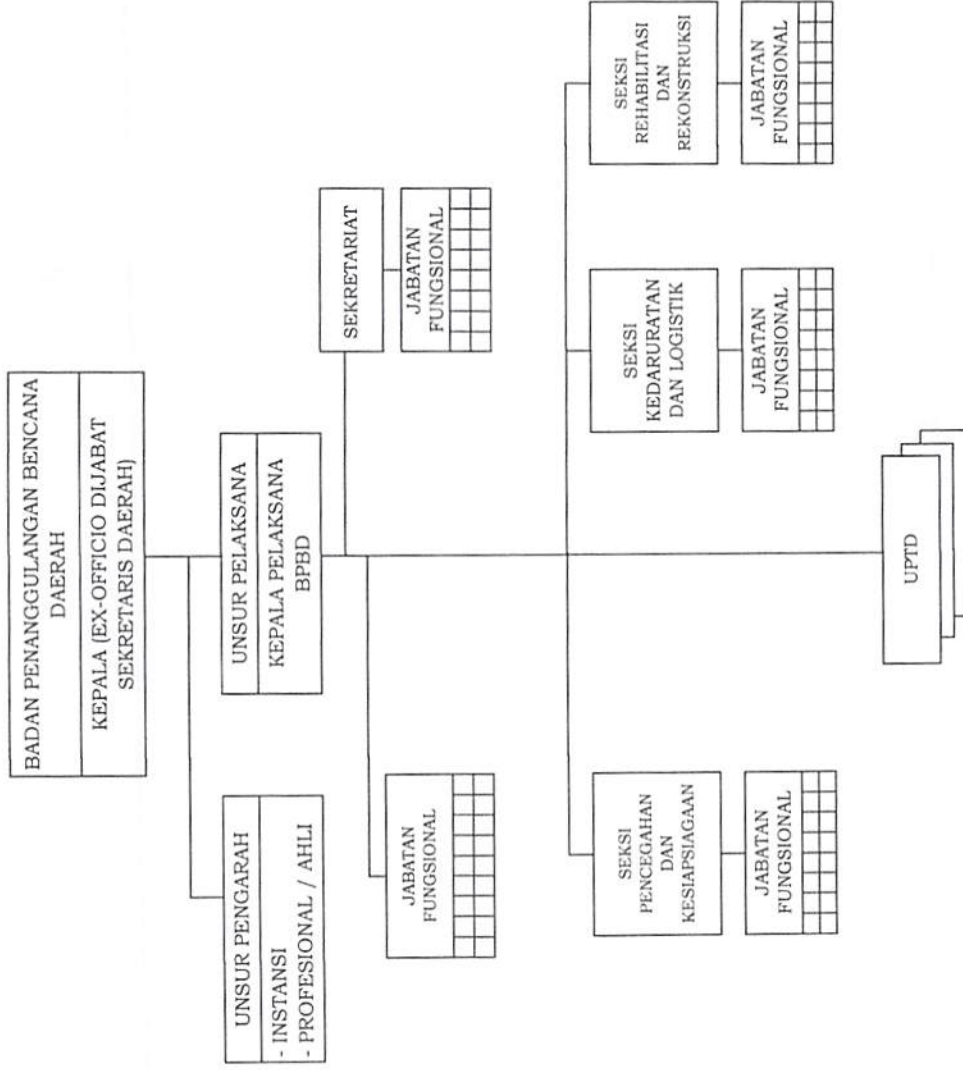 BADAN PENANGGULANGAN BENCANA
DAERAH
KEPALA (EX-OFFICIO DIJABAT
SEKRETARIS DAERAH)
UNSUR PENGARAH
- INSTANSI
- PROFESIONAL / AHLI
UNSUR PELAKSANA
KEPALA PELAKSANA
BPBD
SEKRETARIAT
JABATAN
FUNGSIONAL
JABATAN
FUNGSIONAL
SEKSI
PENCEGAHAN
DAN
KESIAPSIAGAAN
JABATAN
FUNGSIONAL
SEKSI
KEDARURATAN
DAN LOGISTIK
JABATAN
FUNGSIONAL
SEKSI
REHABILITASI
DAN
REKONSTRUKSI
JABATAN
FUNGSIONAL
UPTD